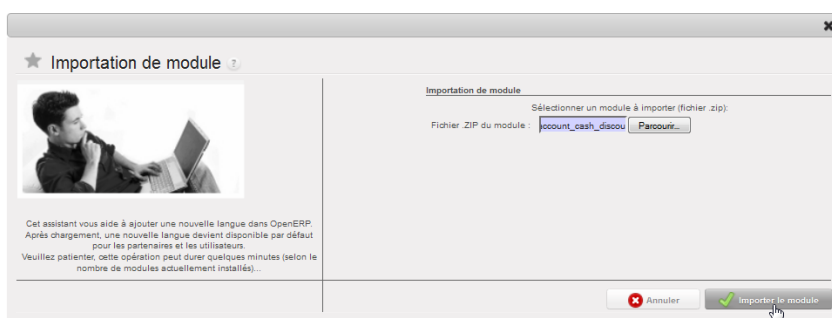 Importation de module ?
Importation de module
Sélectionner un module à importer (fichier .zip):
Fichier .ZIP du module : account_cash_discou Parcourir...
Cet assistant vous aide à ajouter une nouvelle langue dans OpenERP.
Après chargement, une nouvelle langue devient disponible par défaut
pour les partenaires et les utilisateurs.
Veuillez patienter, cette opération peut durer quelques minutes (selon le
nombre de modules actuellement installés)...
Annuler Importer le module